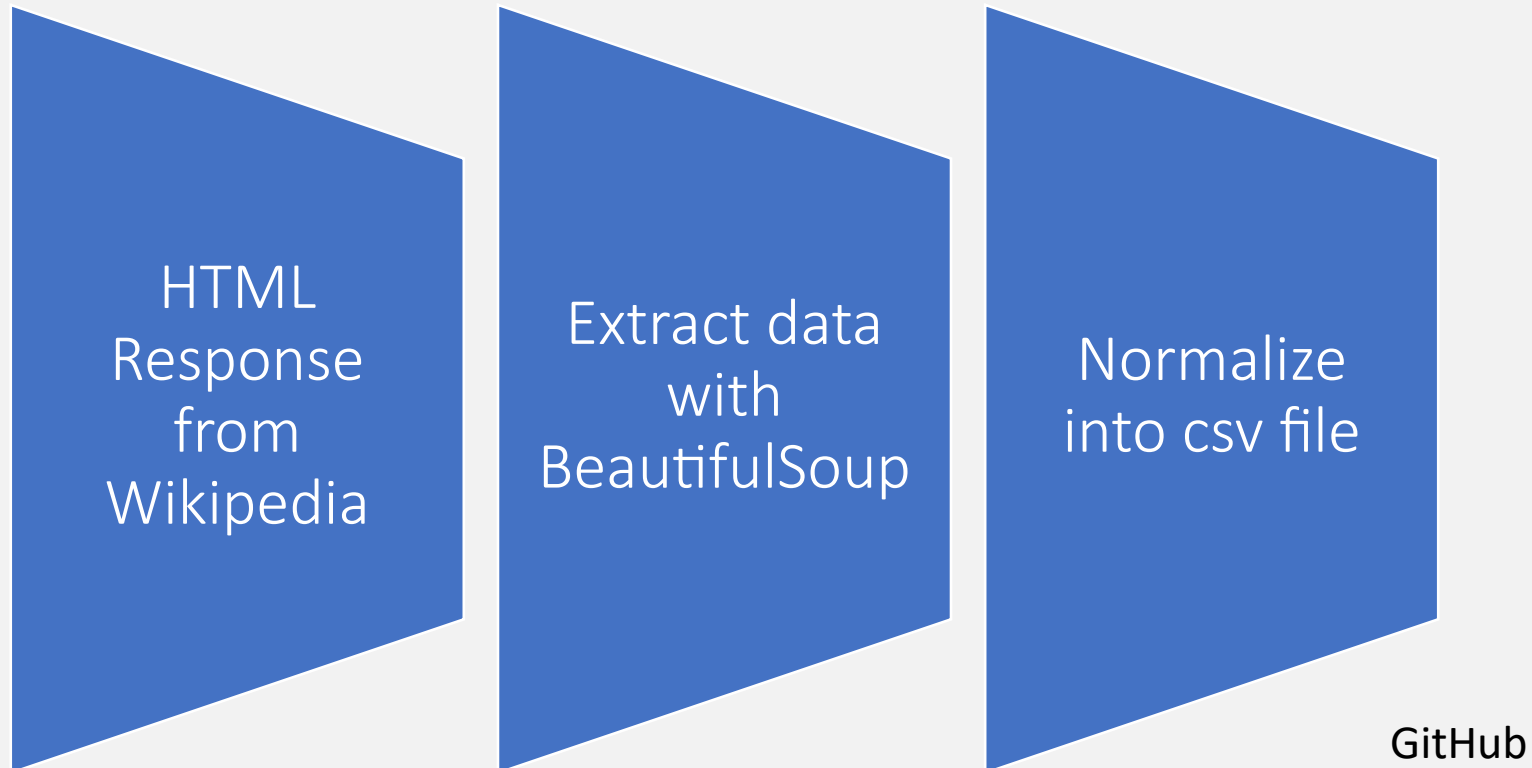 HTML
Response
from
Wikipedia
Extract data
with
BeautifulSoup
Normalize
into csv file
GitHub